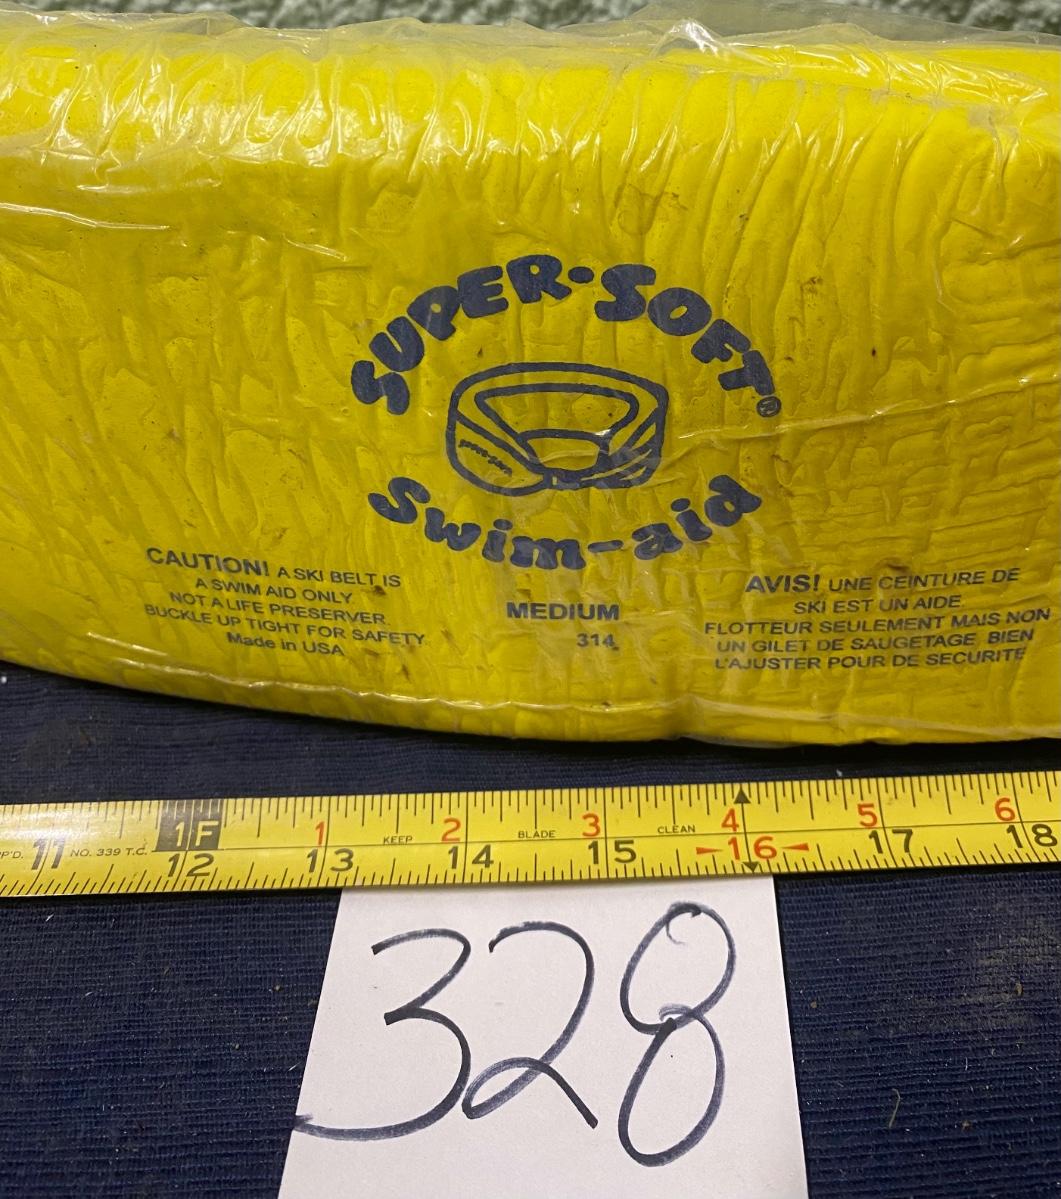 SUPER-SOFT®
Swim-aid
CAUTION! A SKI BELT IS
A SWIM AID ONLY.
NOT A LIFE PRESERVER.
BUCKLE UP TIGHT FOR SAFETY.
Made in USA
MEDIUM
314
AVIS! UNE CEINTURE DE
SKI EST UN AIDE
FLOTTEUR SEULEMENT MAIS NON
UN GILET DE SAUGETAGE BIEN
L'AJUSTER POUR DE SECURITE
1F 1 KEEP 2 BLADE 3 CLEAN 4 5 6
P'D. 11 NO. 339 T.C. 12 13 14 15 16 17 18
328